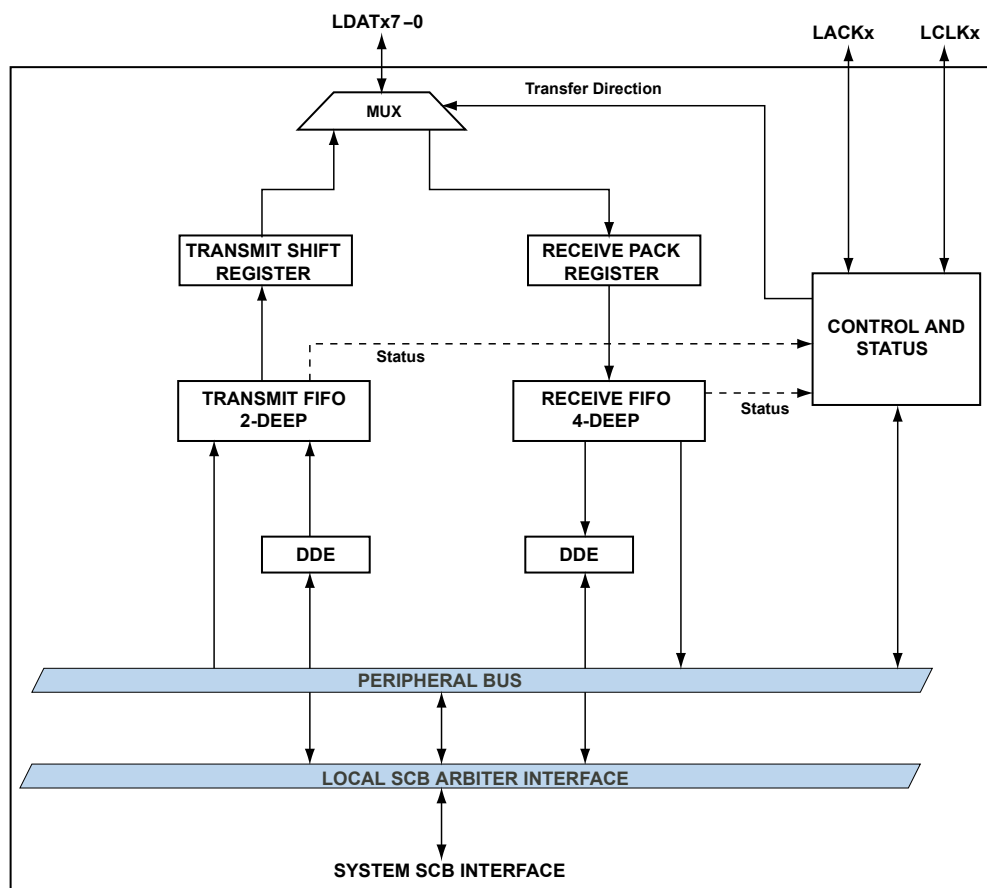 LDATx7–0
LACKx
LCLKx
Transfer Direction
MUX
TRANSMIT SHIFT
REGISTER
RECEIVE PACK
REGISTER
CONTROL AND
STATUS
Status
TRANSMIT FIFO
2-DEEP
RECEIVE FIFO
4-DEEP
Status
DDE
DDE
PERIPHERAL BUS
LOCAL SCB ARBITER INTERFACE
SYSTEM SCB INTERFACE